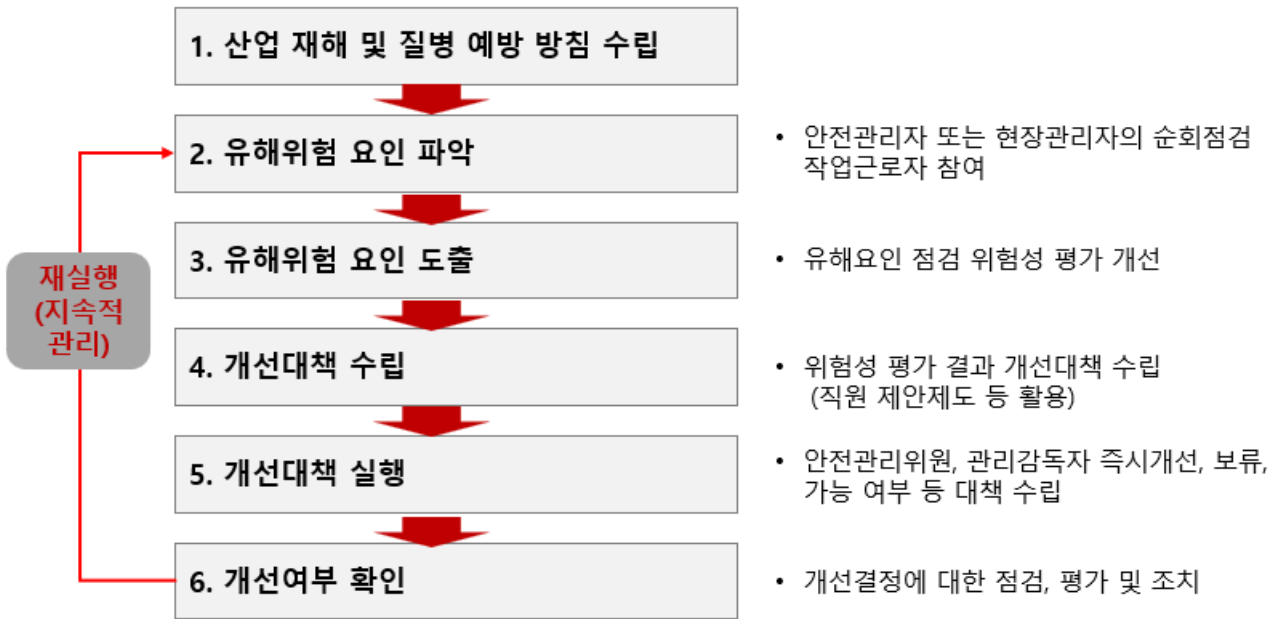 1. 산업 재해 및 질병 예방 방침 수립
2. 유해위험 요인 파악
• 안전관리자 또는 현장관리자의 순회점검
작업근로자 참여
3. 유해위험 요인 도출
• 유해요인 점검 위험성 평가 개선
재실행
(지속적
관리)
4. 개선대책 수립
• 위험성 평가 결과 개선대책 수립
(직원 제안제도 등 활용)
5. 개선대책 실행
• 안전관리위원, 관리감독자 즉시개선, 보류,
가능 여부 등 대책 수립
6. 개선여부 확인
• 개선결정에 대한 점검, 평가 및 조치